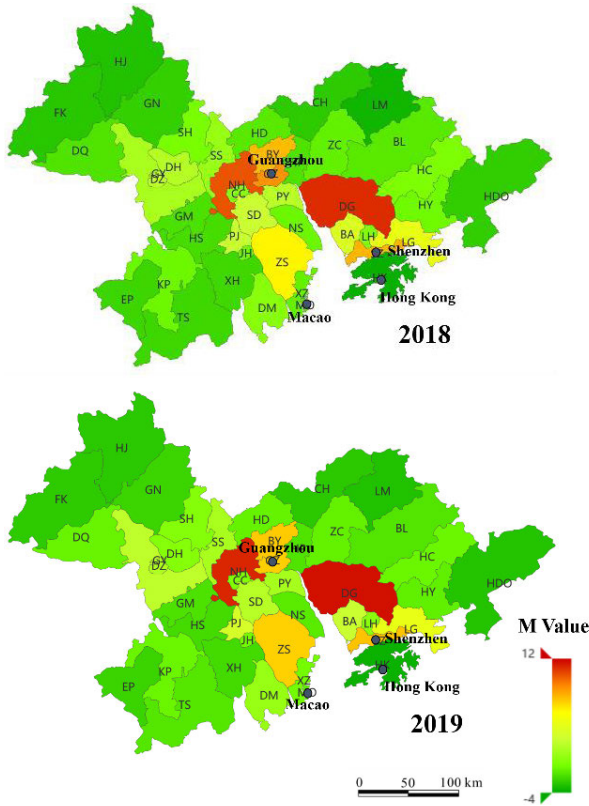 HJ
FK
GN
DQ
SH
SS
HD
CH
LM
ZC
BL
BY
Guangzhou
DH
GY
DZ
NH
CC
PY
HC
HDO
HY
DG
GM
HS
PJ
SD
NS
BA
LH
LG
Shenzhen
JH
ZS
XH
KP
EP
TS
DM
XZ
Macao
Hong Kong
2018
HJ
FK
GN
DQ
SH
SS
HD
CH
LM
ZC
BL
BY
Guangzhou
DH
GY
DZ
NH
CC
PY
HC
HDO
HY
DG
GM
HS
PJ
SD
NS
BA
LH
LG
Shenzhen
JH
ZS
XH
KP
EP
TS
DM
XZ
HK
Macao
Hong Kong
2019
M Value
12
-4
0 50 100 km